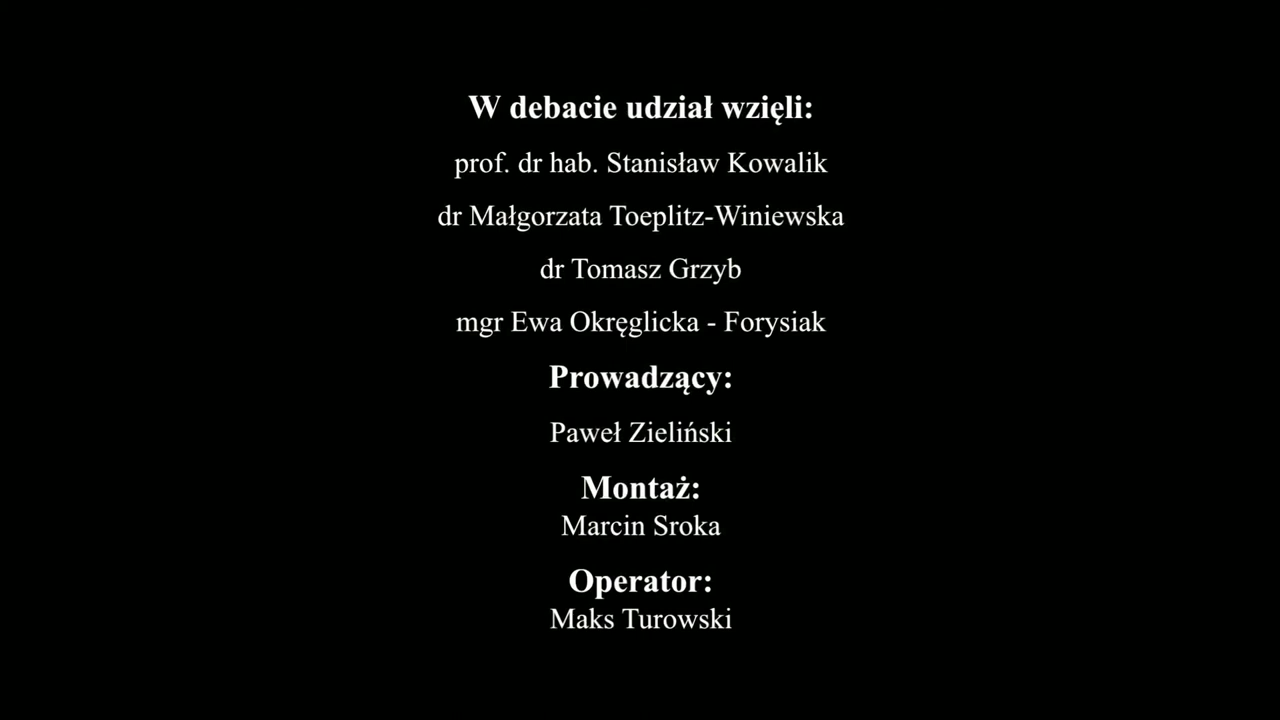 W debacie udział wzięli:
prof. dr hab. Stanisław Kowalik
dr Małgorzata Toeplitz-Winiewska
dr Tomasz Grzyb
mgr Ewa Okręglicka - Forysiak
Prowadzący:
Paweł Zieliński
Montaż:
Marcin Sroka
Operator:
Maks Turowski